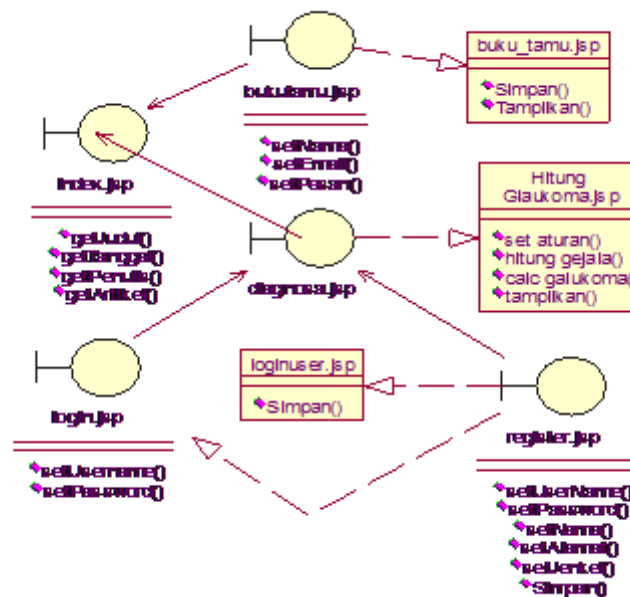 bukutamu.jsp
setNama()
setEmail()
setPesan()
buku_tamu.jsp
Simpan()
Tampilkan()
Index.jsp
getJudul()
getTanggal()
getPenulis()
getArtikel()
diagnosa.jsp
Hitung
Glaukoma.jsp
set aturan()
hitung gejala()
calc galukoma()
tampilkan()
login.jsp
setUsername()
setPassword()
loginuser.jsp
Simpan()
register.jsp
setUserName()
setPassword()
setNama()
setAlamat()
setJenkel()
Simpan()